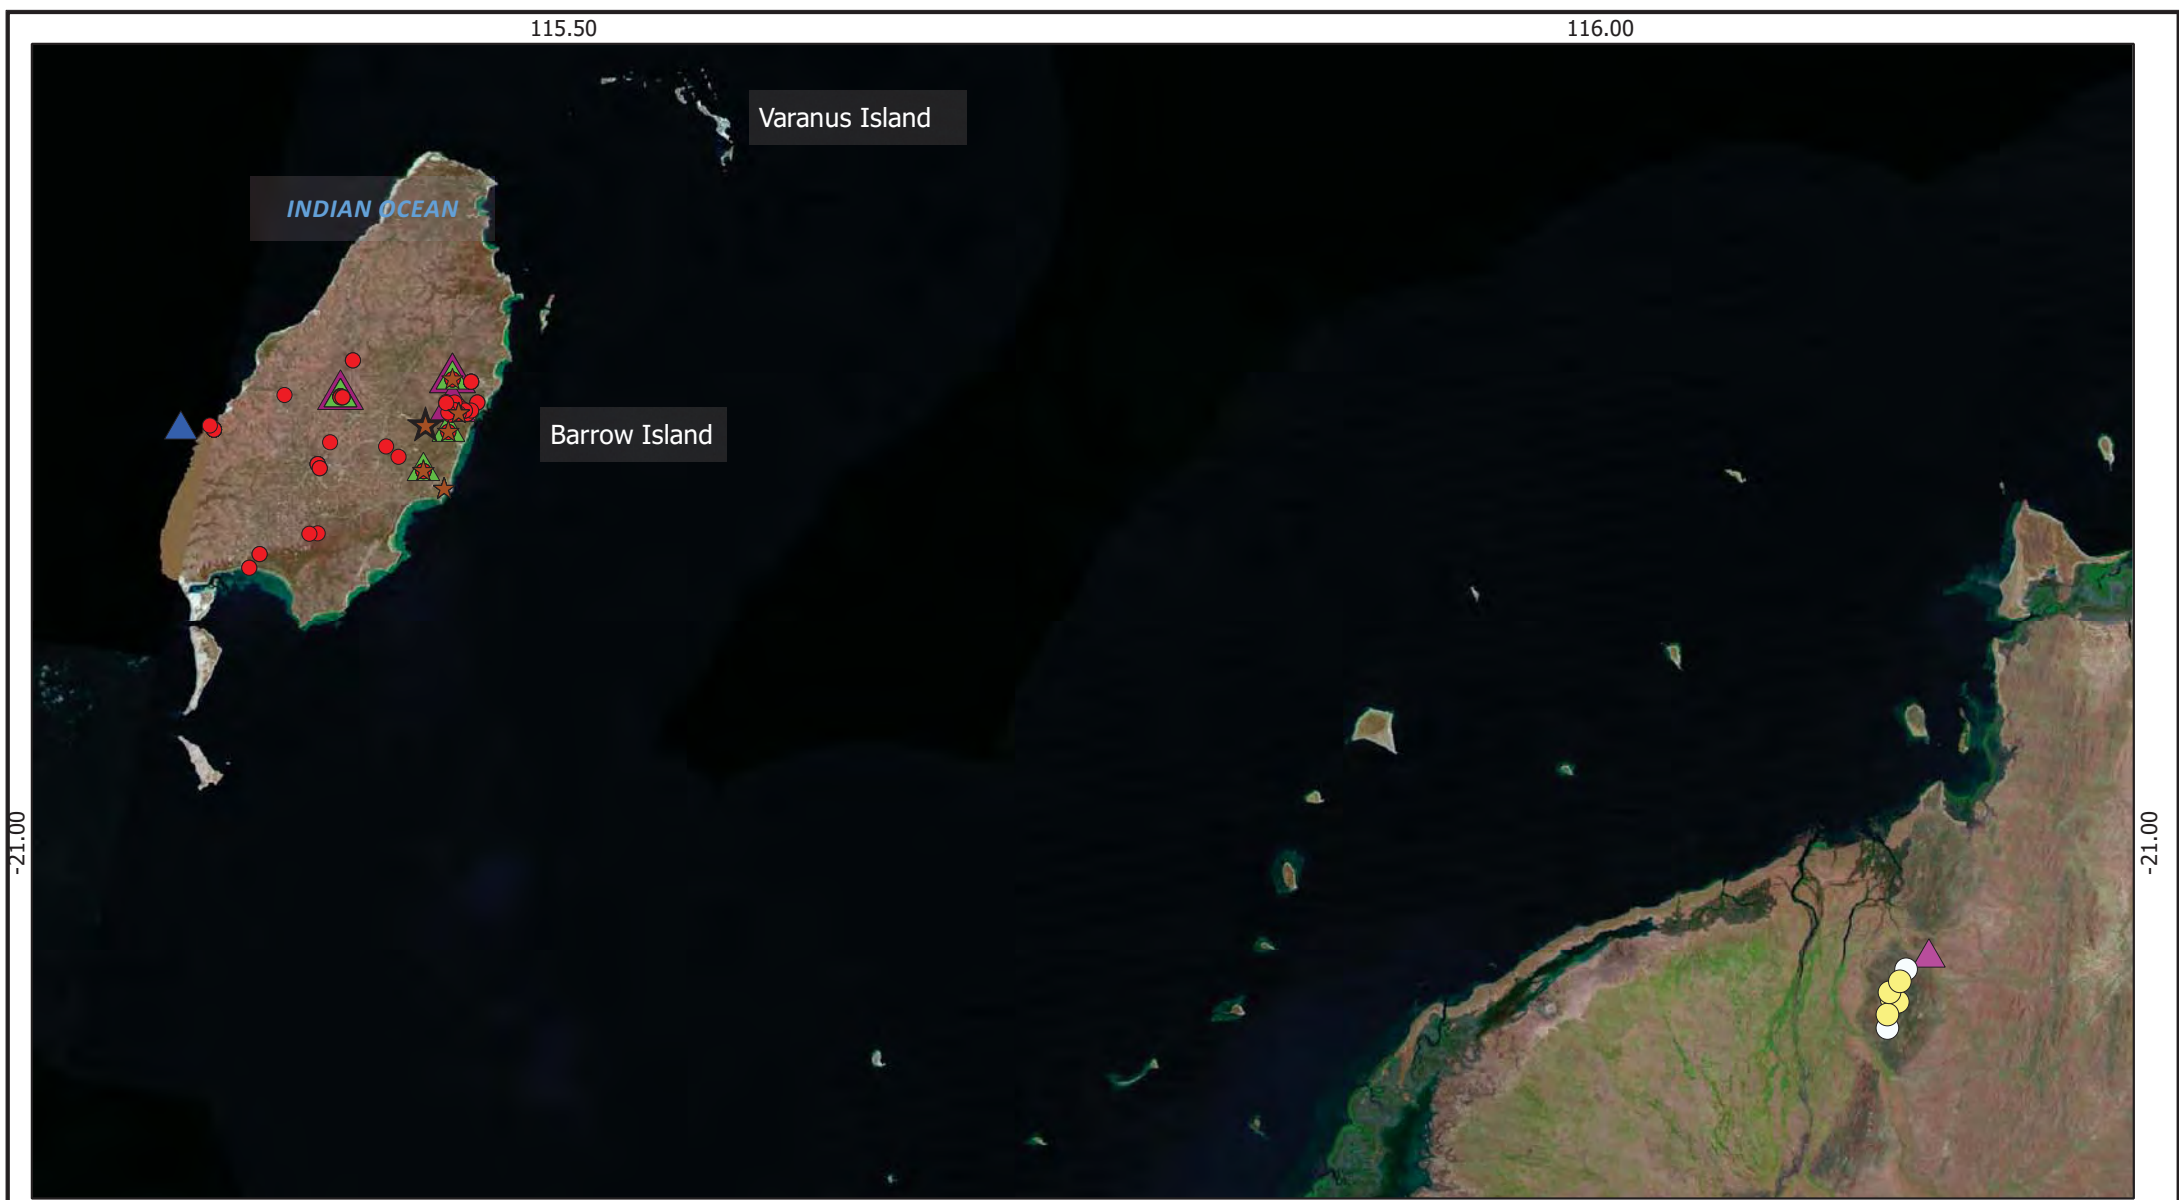 115.50
116.00
Varanus Island
INDIAN OCEAN
Barrow Island
-21.00
-21.00